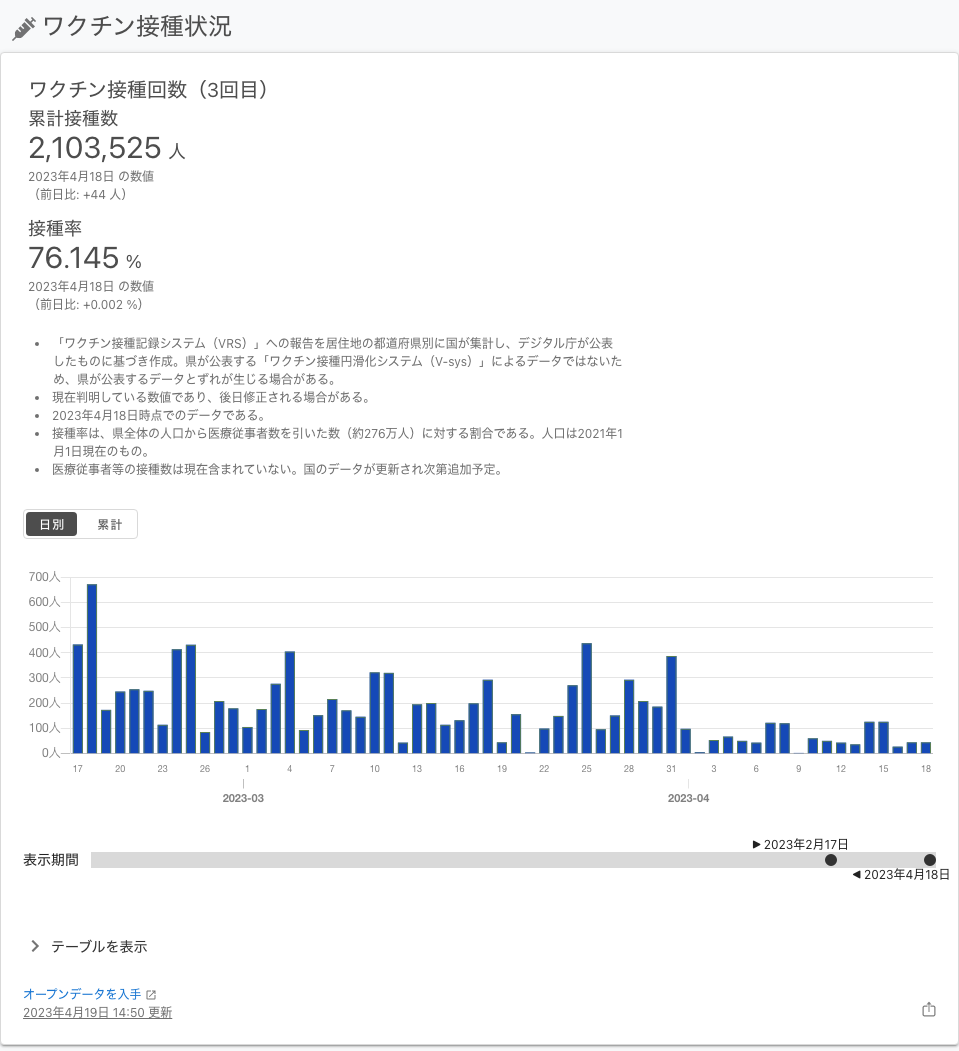 ワクチン接種状況
ワクチン接種回数（3回目）
累計接種数
2,103,525 人
2023年4月18日 の数値
（前日比: +44 人）
接種率
76.145 %
2023年4月18日 の数値
（前日比: +0.002 %）
• 「ワクチン接種記録システム（VRS）」への報告を居住地の都道府県別に国が集計し、デジタル庁が公表
したものに基づき作成。県が公表する「ワクチン接種円滑化システム（V-sys）」によるデータではないた
め、県が公表するデータとずれが生じる場合がある。
• 現在判明している数値であり、後日修正される場合がある。
• 2023年4月18日時点でのデータである。
• 接種率は、県全体の人口から医療従事者数を引いた数（約276万人）に対する割合である。人口は2021年1
月1日現在のもの。
• 医療従事者等の接種数は現在含まれていない。国のデータが更新され次第追加予定。
日別 累計
700人
600人
500人
400人
300人
200人
100人
0人
17 20 23 26 1 4 7 10 13 16 19 22 25 28 31 3 6 9 12 15 18
2023-03 2023-04
▶ 2023年2月17日
表示期間
◀ 2023年4月18日
テーブルを表示
オープンデータを入手
2023年4月19日 14:50 更新